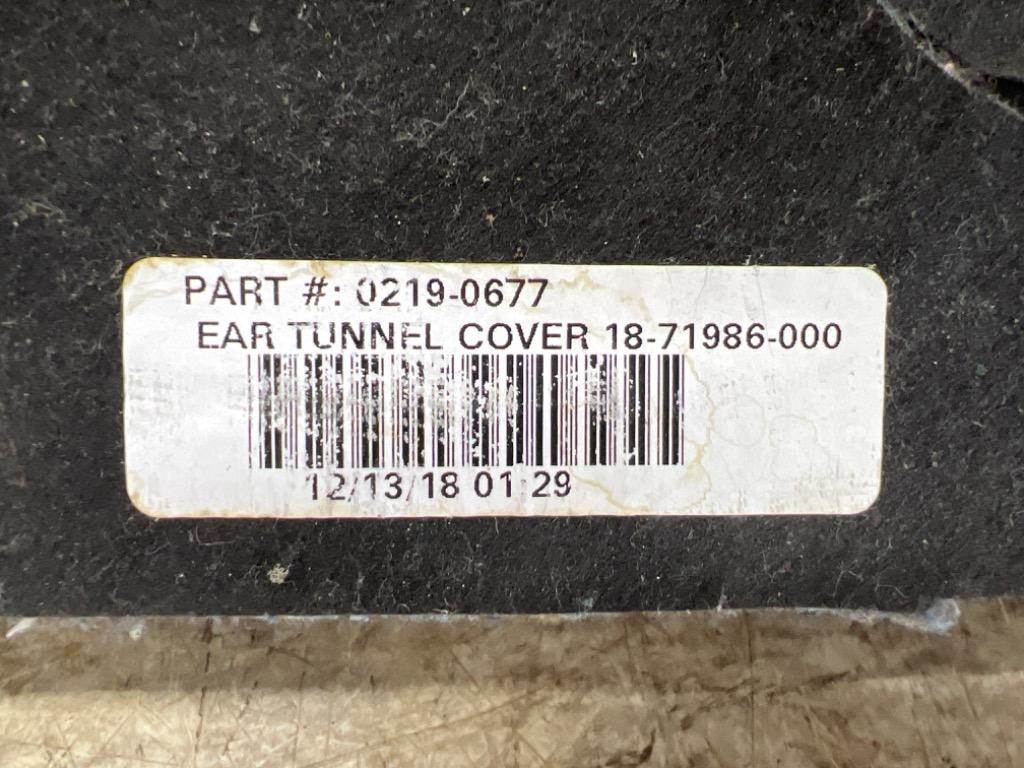 PART #: 0219-0677
EAR TUNNEL COVER 18-71986-000
12/13/18 01:29